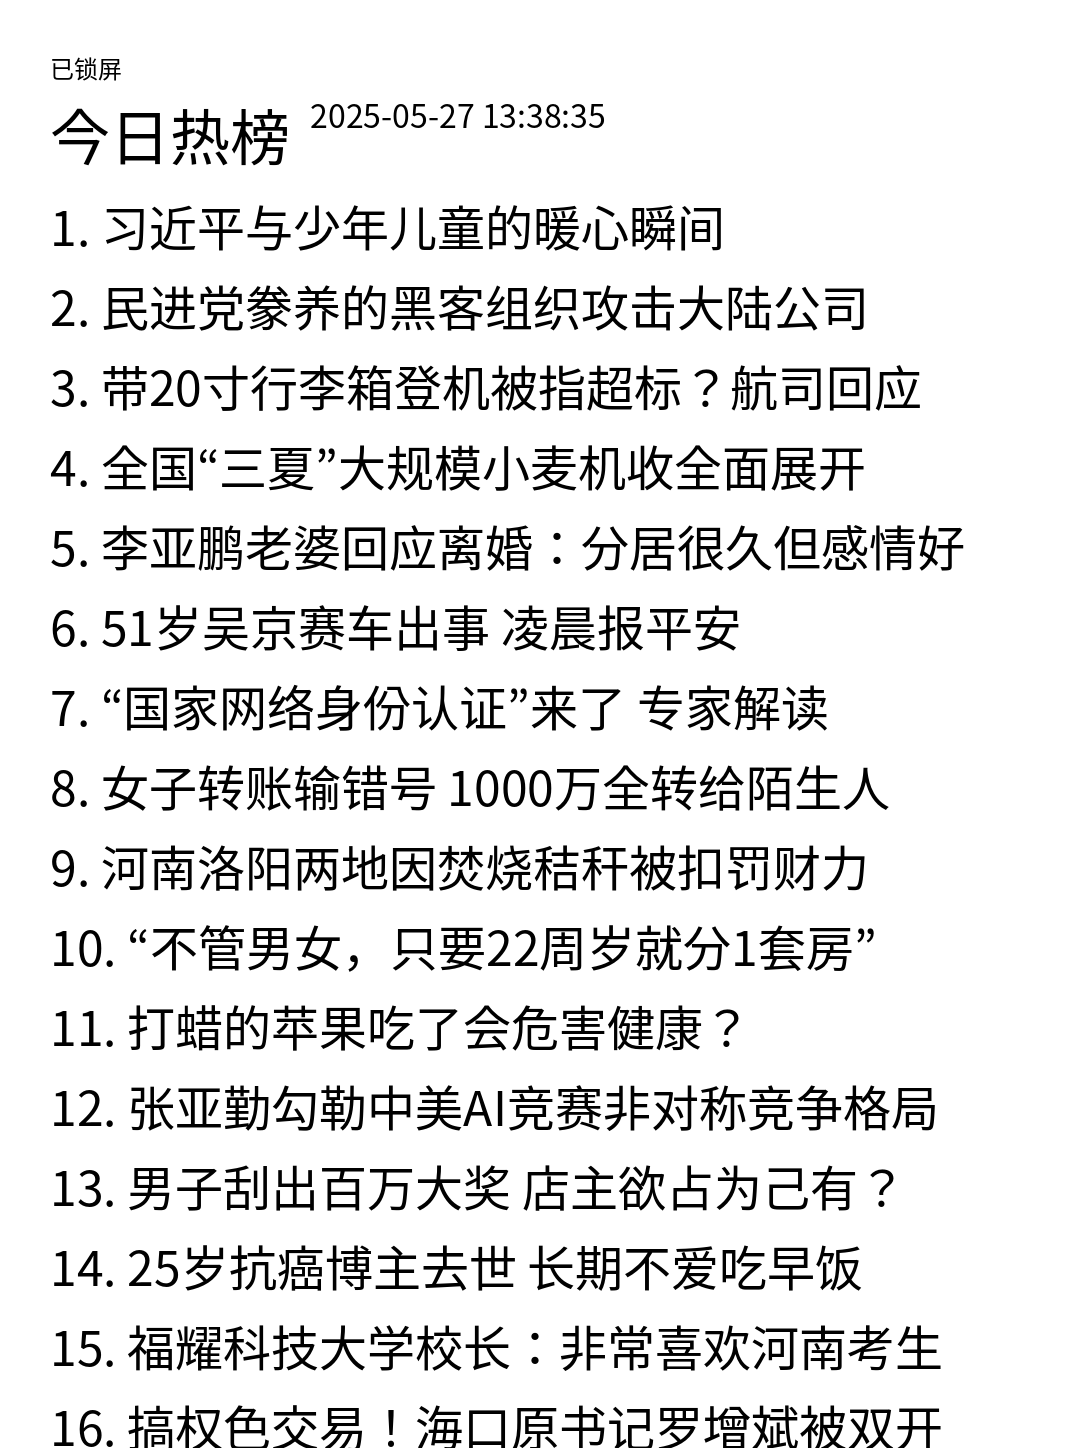 已锁屏
今日热榜 2025-05-27 13:38:35
1. 习近平与少年儿童的暖心瞬间
2. 民进党豢养的黑客组织攻击大陆公司
3. 带20寸行李箱登机被指超标？航司回应
4. 全国“三夏”大规模小麦机收全面展开
5. 李亚鹏老婆回应离婚：分居很久但感情好
6. 51岁吴京赛车出事 凌晨报平安
7. “国家网络身份认证”来了 专家解读
8. 女子转账输错号 1000万全转给陌生人
9. 河南洛阳两地因焚烧秸秆被扣罚财力
10. “不管男女，只要22周岁就分1套房”
11. 打蜡的苹果吃了会危害健康？
12. 张亚勤勾勒中美AI竞赛非对称竞争格局
13. 男子刮出百万大奖 店主欲占为己有？
14. 25岁抗癌博主去世 长期不爱吃早饭
15. 福耀科技大学校长：非常喜欢河南考生
16. 搞权色交易！海口原书记罗增斌被双开